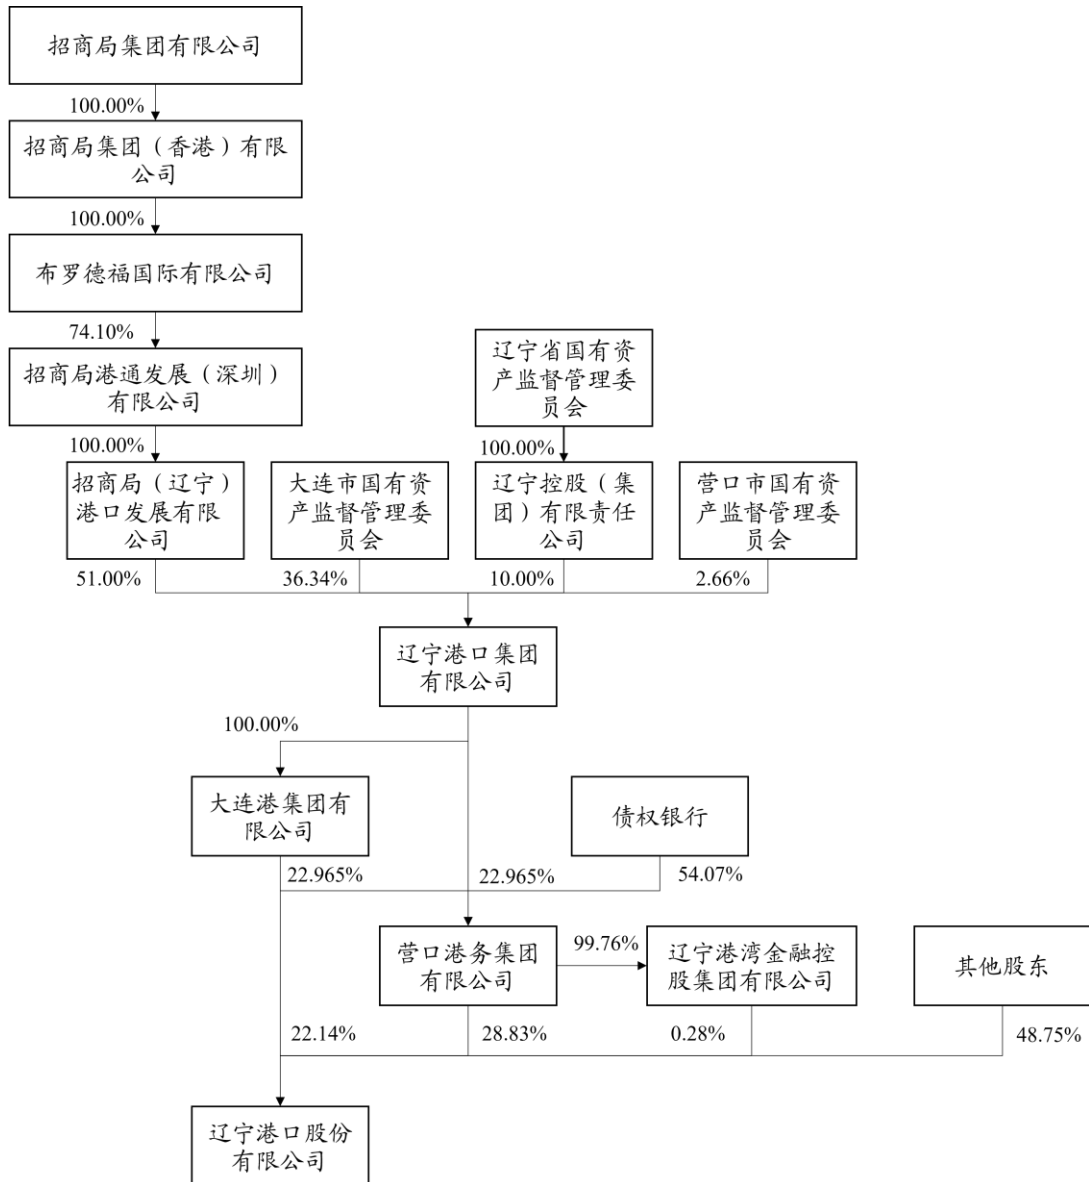 招商局集团有限公司
100.00%
招商局集团（香港）有限
公司
100.00%
布罗德福国际有限公司
74.10%
招商局港通发展（深圳）
有限公司
辽宁省国有资
产监督管理委
员会
100.00%
100.00%
招商局（辽宁）
港口发展有限
公司
大连市国有资
产监督管理委
员会
辽宁控股（集
团）有限责任
公司
营口市国有资
产监督管理委
员会
51.00%
36.34%
10.00%
2.66%
辽宁港口集团
有限公司
100.00%
大连港集团有
限公司
债权银行
22.965%
22.965%
54.07%
营口港务集团
有限公司
99.76%
辽宁港湾金融控
股集团有限公司
其他股东
22.14%
28.83%
0.28%
48.75%
辽宁港口股份
有限公司